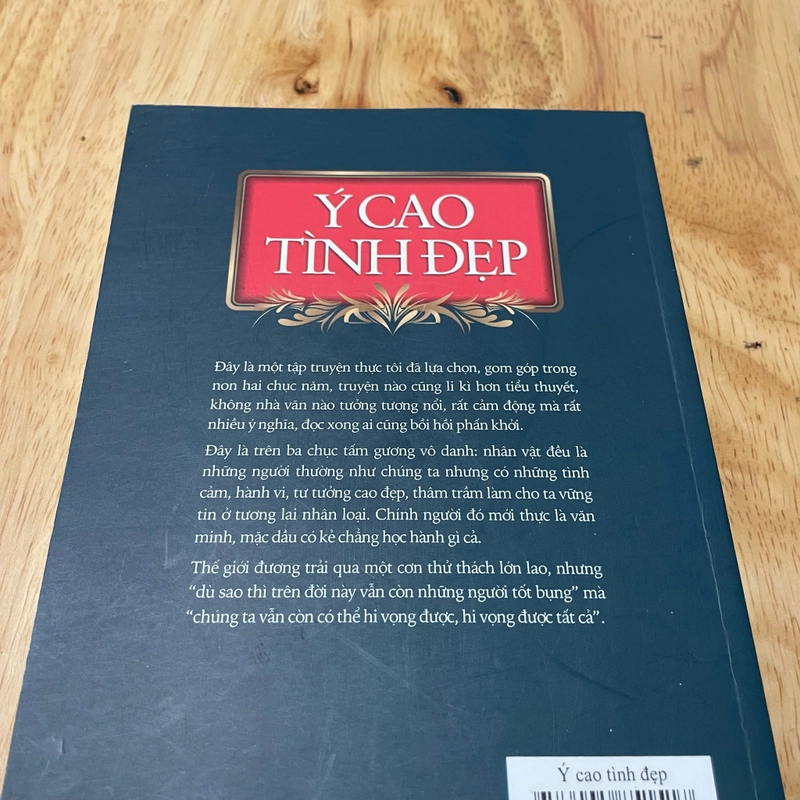 Ý CAO
TÌNH ĐẸP
Đây là một tập truyện thực tôi đã lựa chọn, gom góp trong
non hai chục năm, truyện nào cũng li kì hơn tiểu thuyết,
không nhà văn nào tưởng tượng nổi, rất cảm động mà rất
nhiều ý nghĩa, đọc xong ai cũng bồi hồi phấn khởi.
Đây là trên ba chục tấm gương vô danh: nhân vật đều là
những người thường như chúng ta nhưng có những tình
cảm, hành vi, tư tưởng cao đẹp, thâm trầm làm cho ta vững
tin ở tương lai nhân loại. Chính người đó mới thực là văn
minh, mặc dầu có kẻ chẳng học hành gì cả.
Thế giới đương trải qua một cơn thử thách lớn lao, nhưng
“dù sao thì trên đời này vẫn còn những người tốt bụng” mà
“chúng ta vẫn còn có thể hi vọng được, hi vọng được tất cả”.
Ý cao tình đẹp